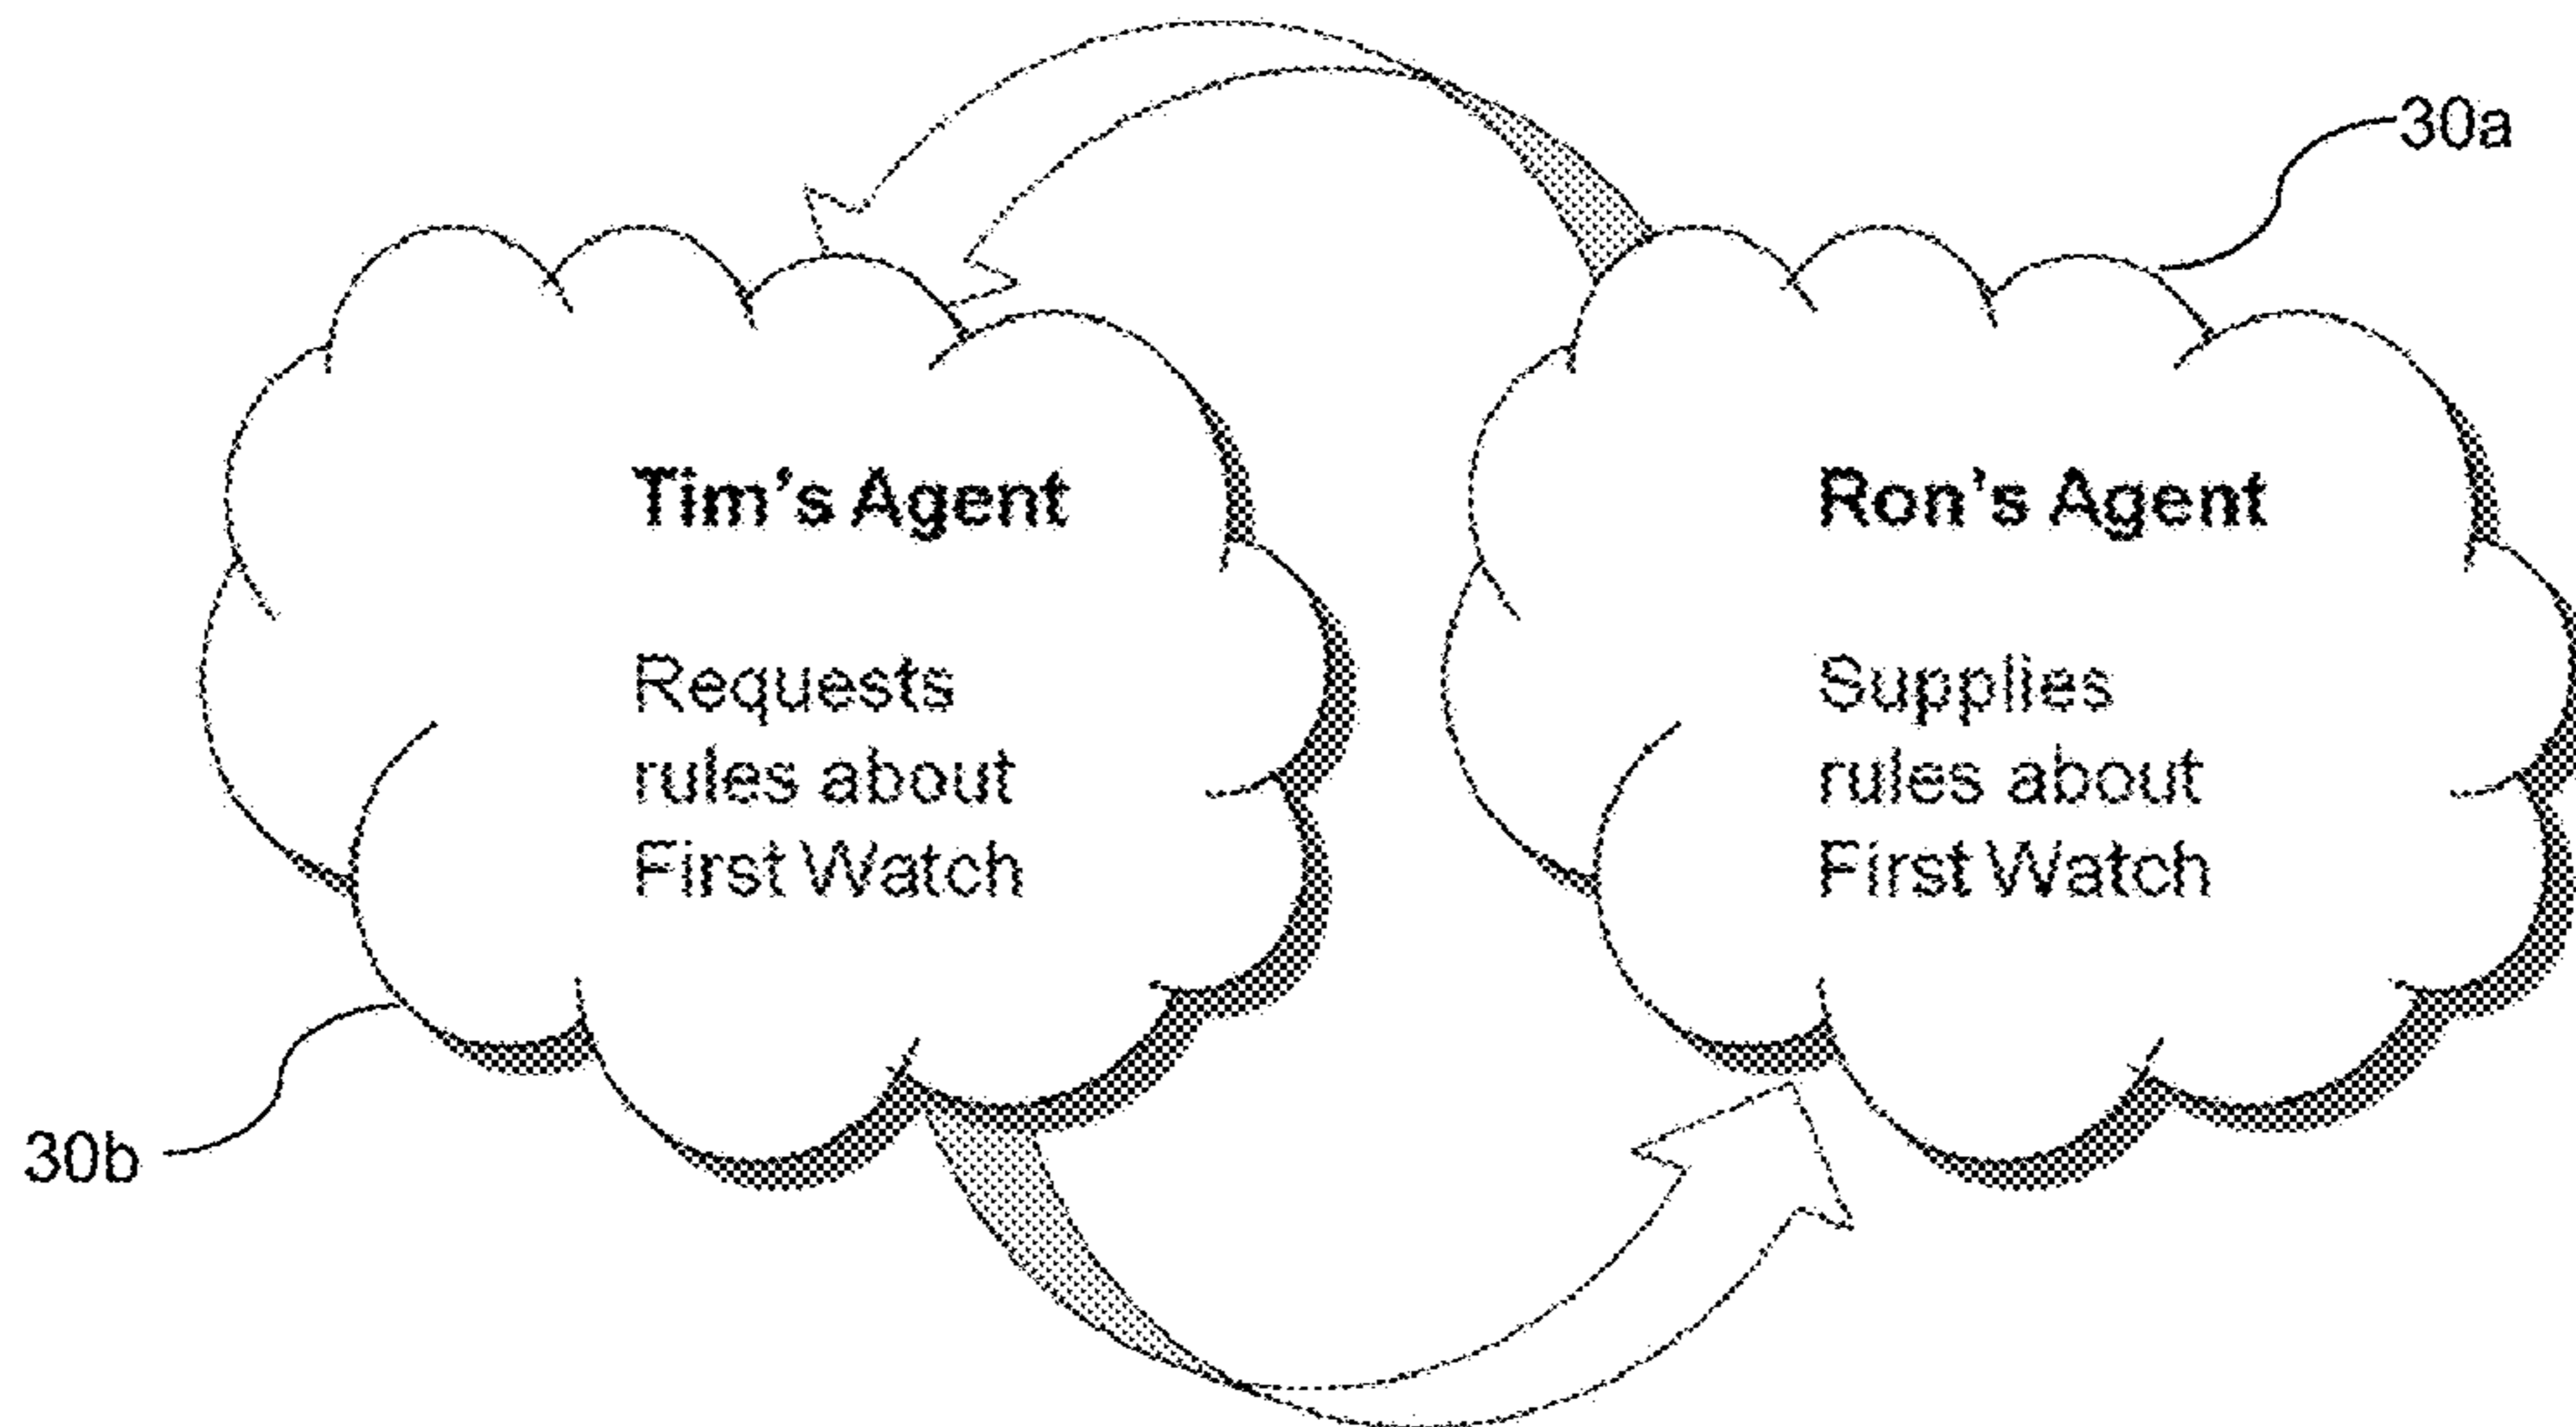 30a
Tim's Agent
Requests
rules about
First Watch
Ron's Agent
Supplies
rules about
First Watch
30b